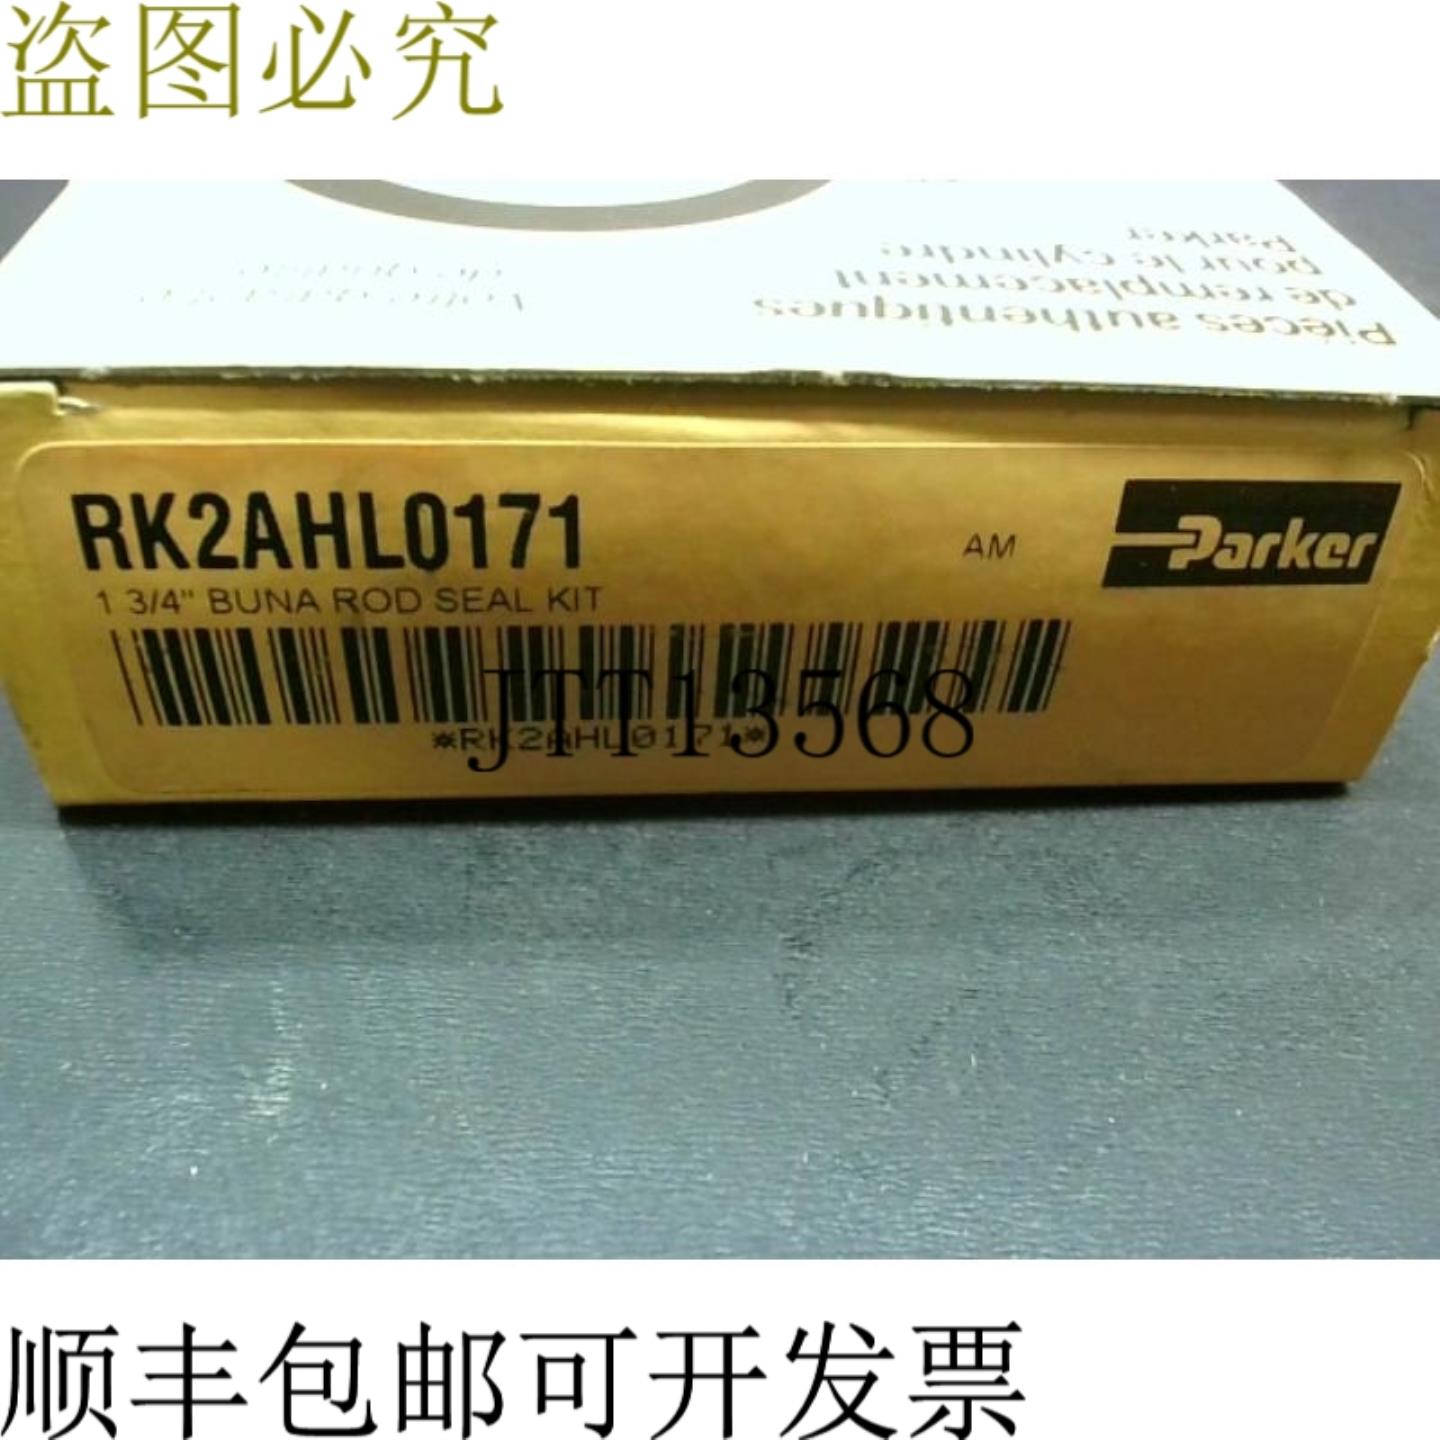 盗图必究
Parker
pour le cylindre
de remplacement
Pièces authentiques
RK2AHL0171
AM
Parker
1 3/4" BUNA ROD SEAL KIT
JTT13568
*RK2AHL0171*
顺丰包邮可开发票